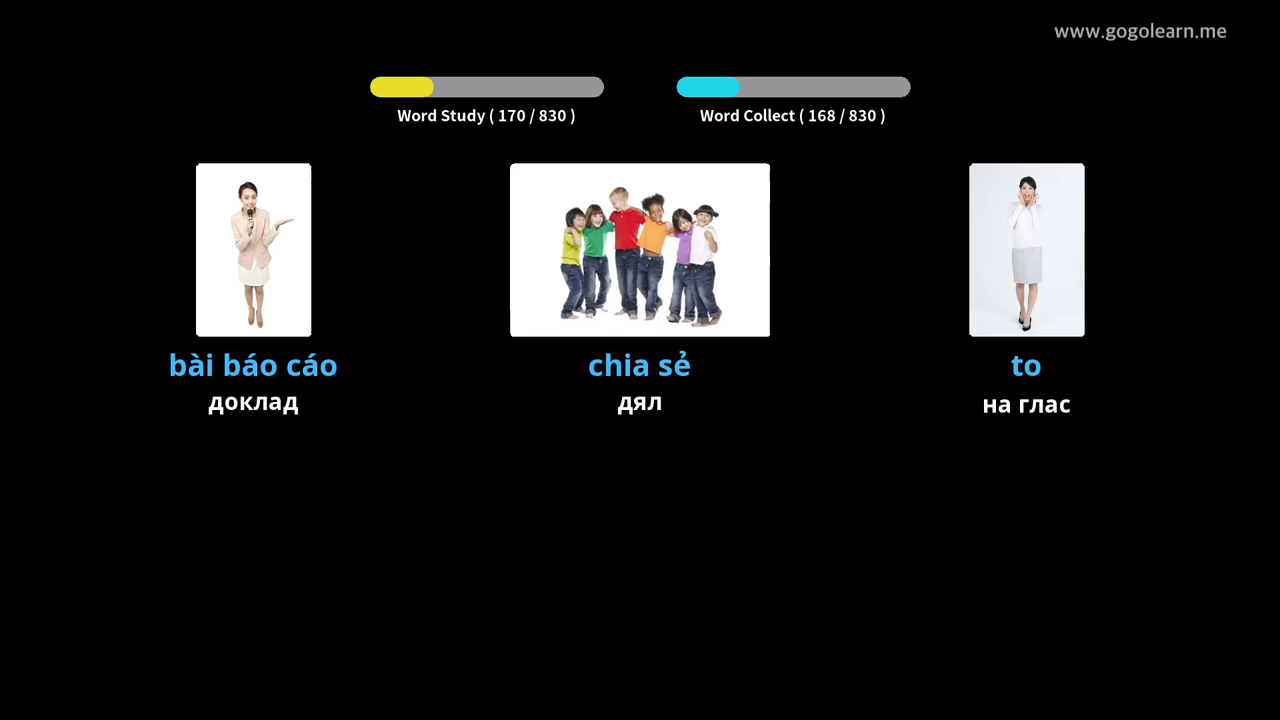 www.gogolearn.me
Word Study ( 170 / 830 )
Word Collect ( 168 / 830 )
bài báo cáo
доклад
chia sẻ
дял
to
на глас